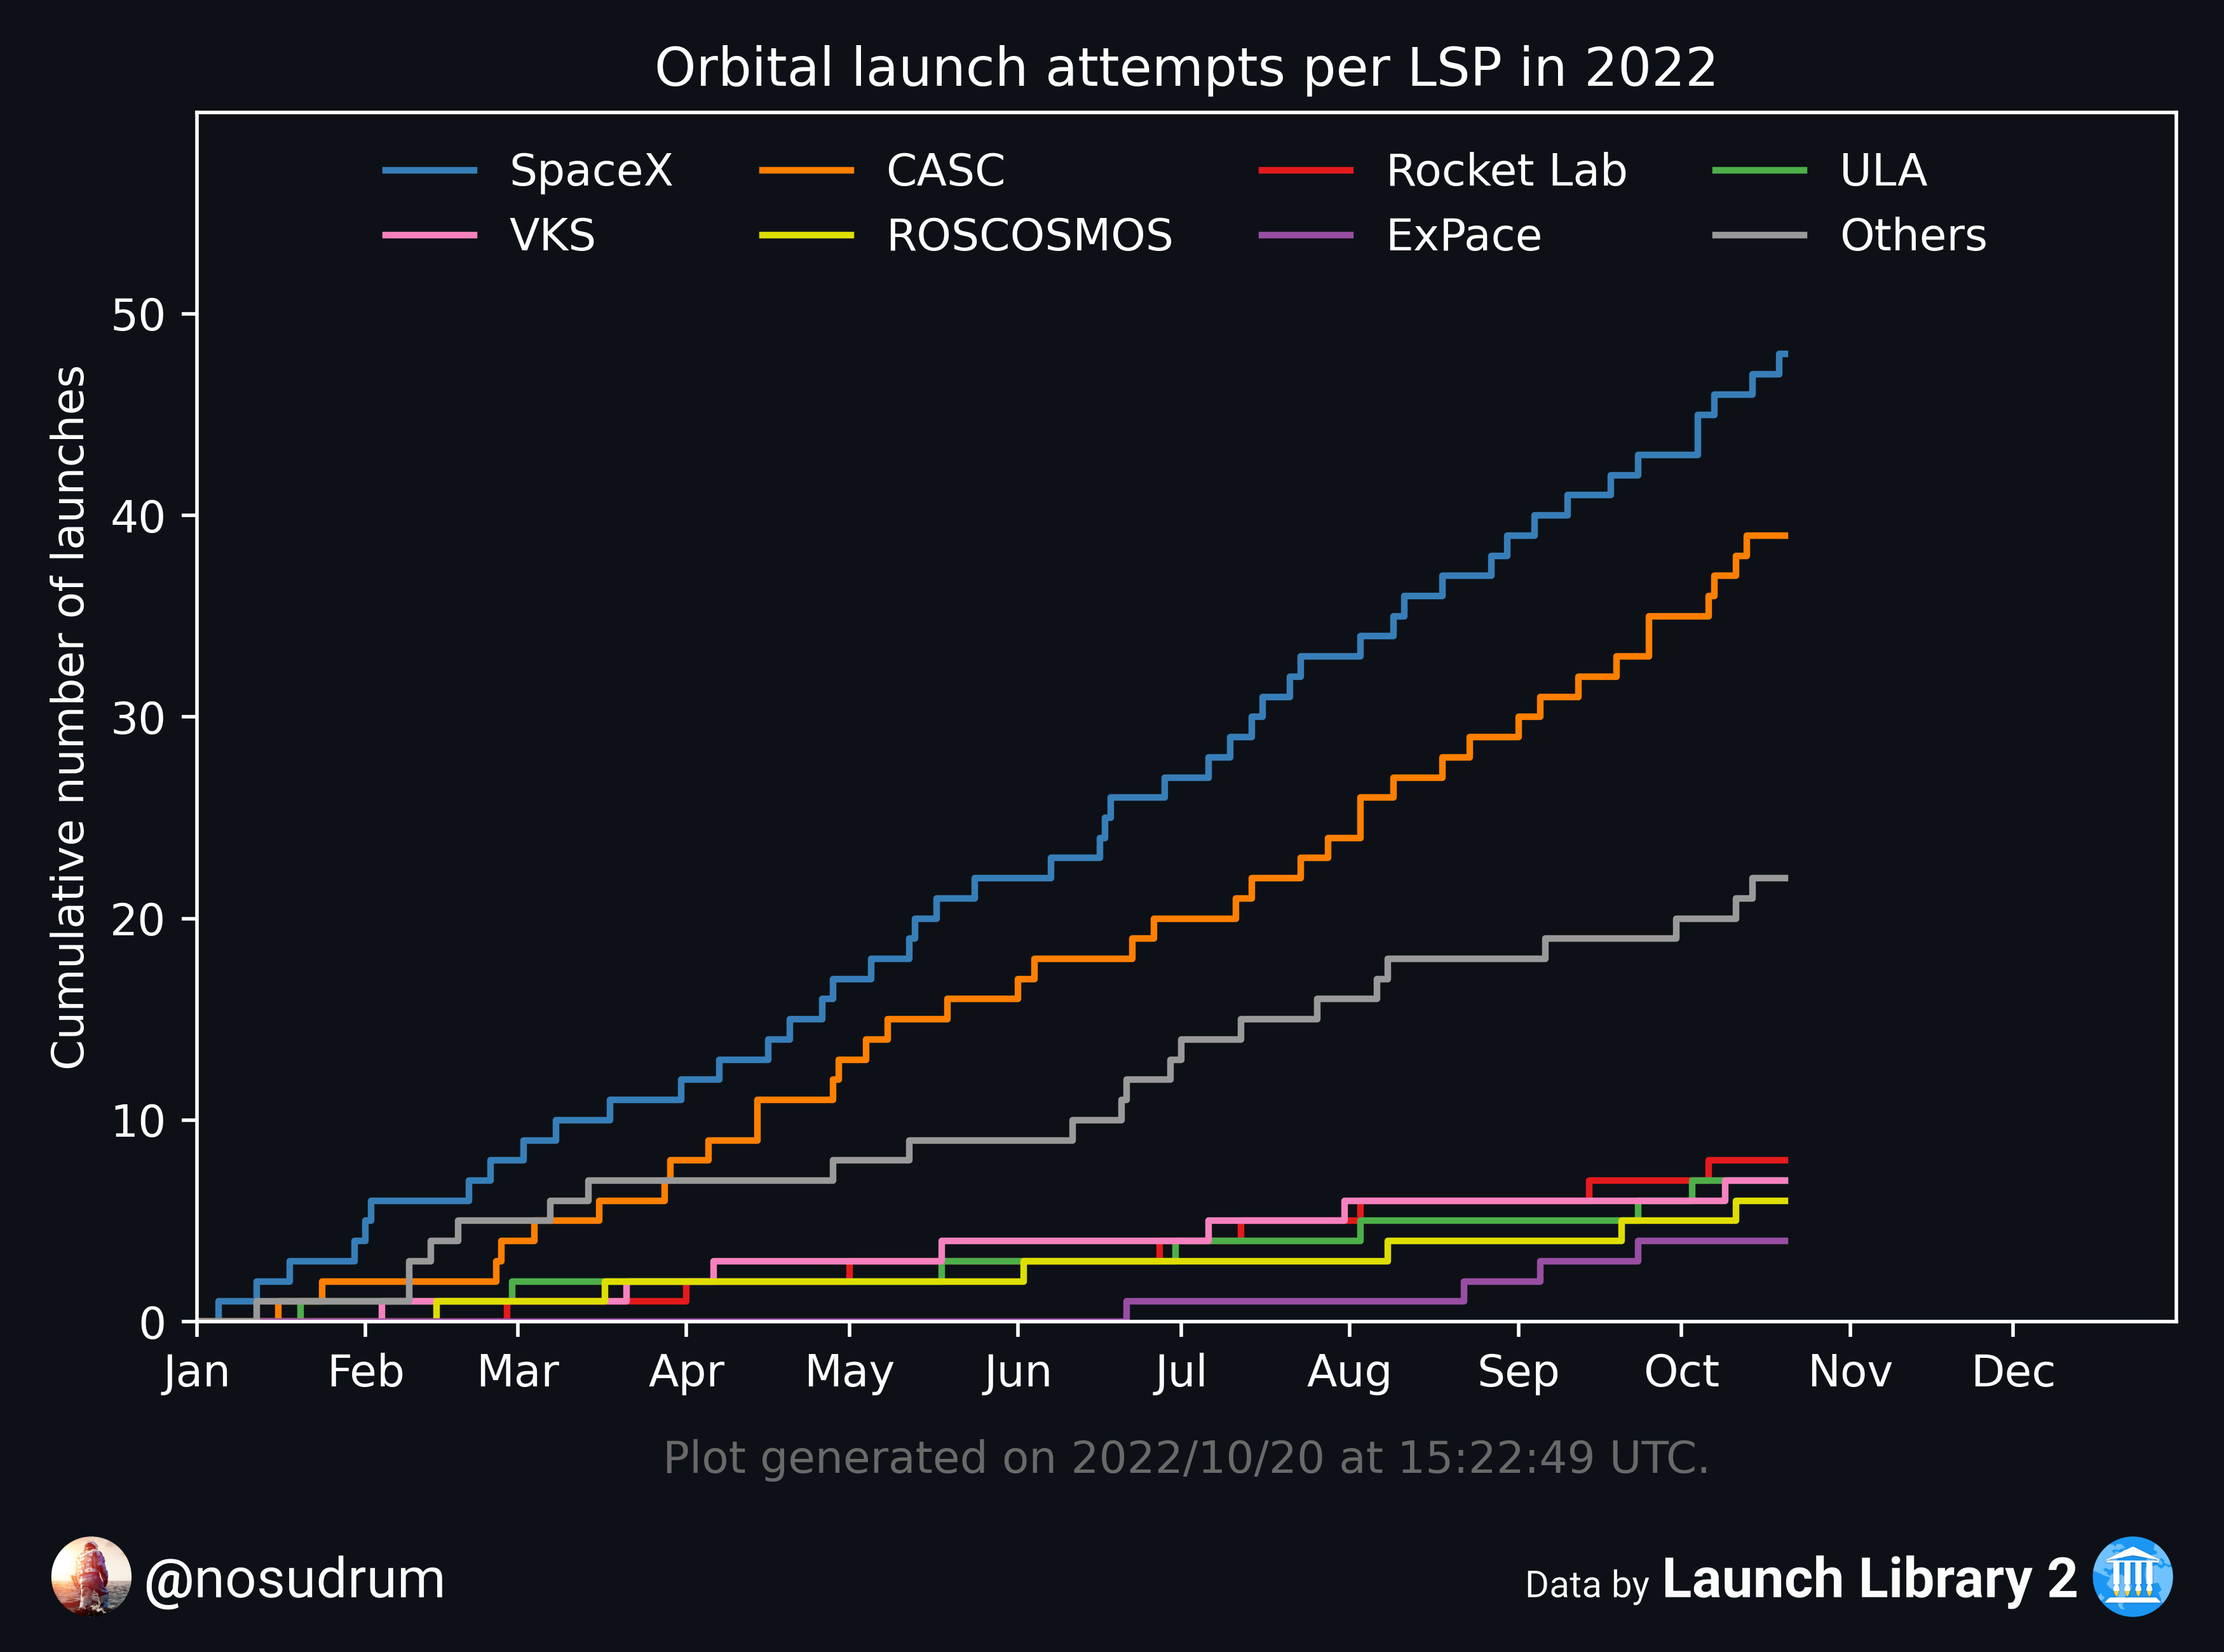 Orbital launch attempts per LSP in 2022
SpaceX CASC Rocket Lab ULA
VKS ROSCOSMOS ExPace Others
Cumulative number of launches
50
40
30
20
10
0
Jan Feb Mar Apr May Jun Jul Aug Sep Oct Nov Dec
Plot generated on 2022/10/20 at 15:22:49 UTC.
@nosudrum
Data by Launch Library 2